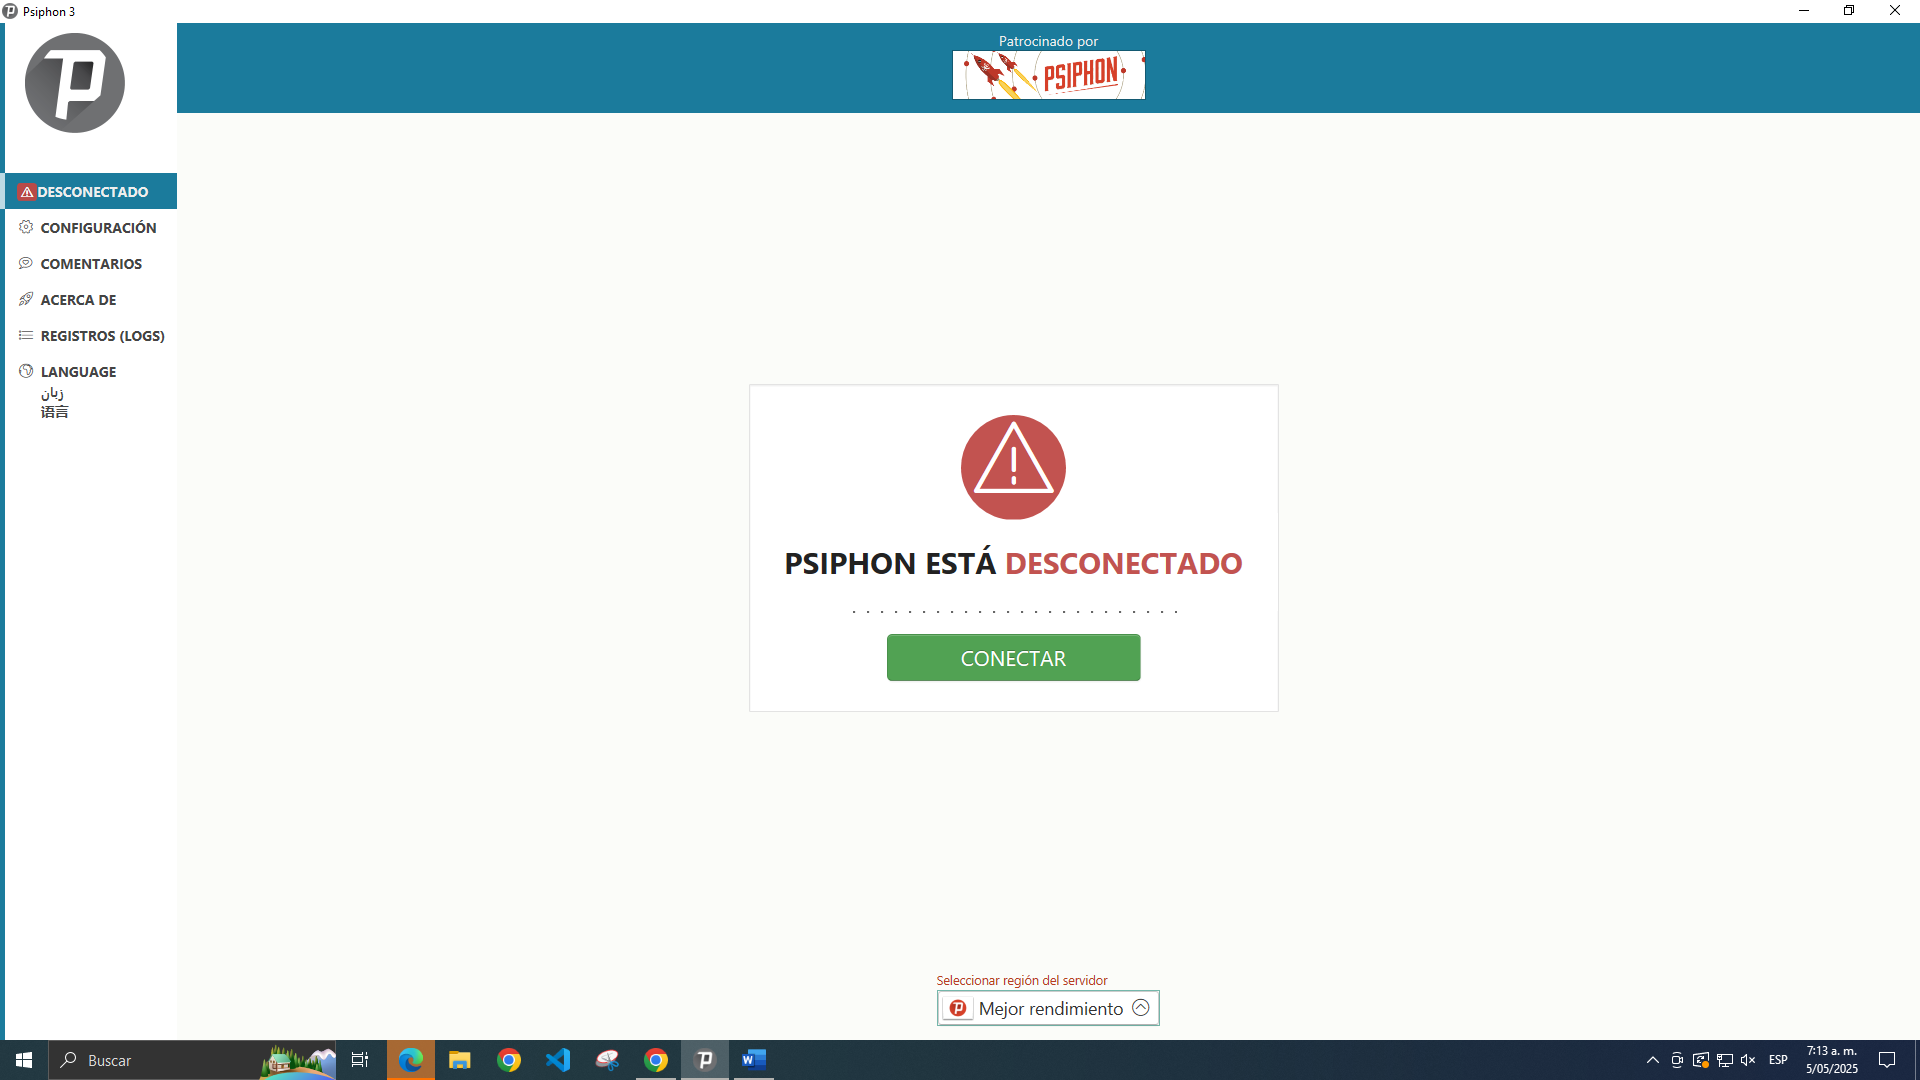 Psiphon 3
Patrocinado por
PSIPHON
DESCONECTADO
CONFIGURACIÓN
COMENTARIOS
ACERCA DE
REGISTROS (LOGS)
LANGUAGE
زبان
语言
PSIPHON ESTÁ DESCONECTADO
CONECTAR
Seleccionar región del servidor
Mejor rendimiento
Buscar
ESP
7:13 a. m.
5/05/2025